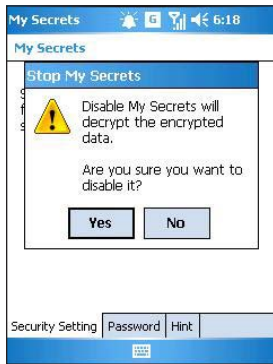 My Secrets G 6:18
My Secrets
Stop My Secrets
Disable My Secrets will
decrypt the encrypted
data.
Are you sure you want to
disable it?
Yes No
Security Setting Password Hint